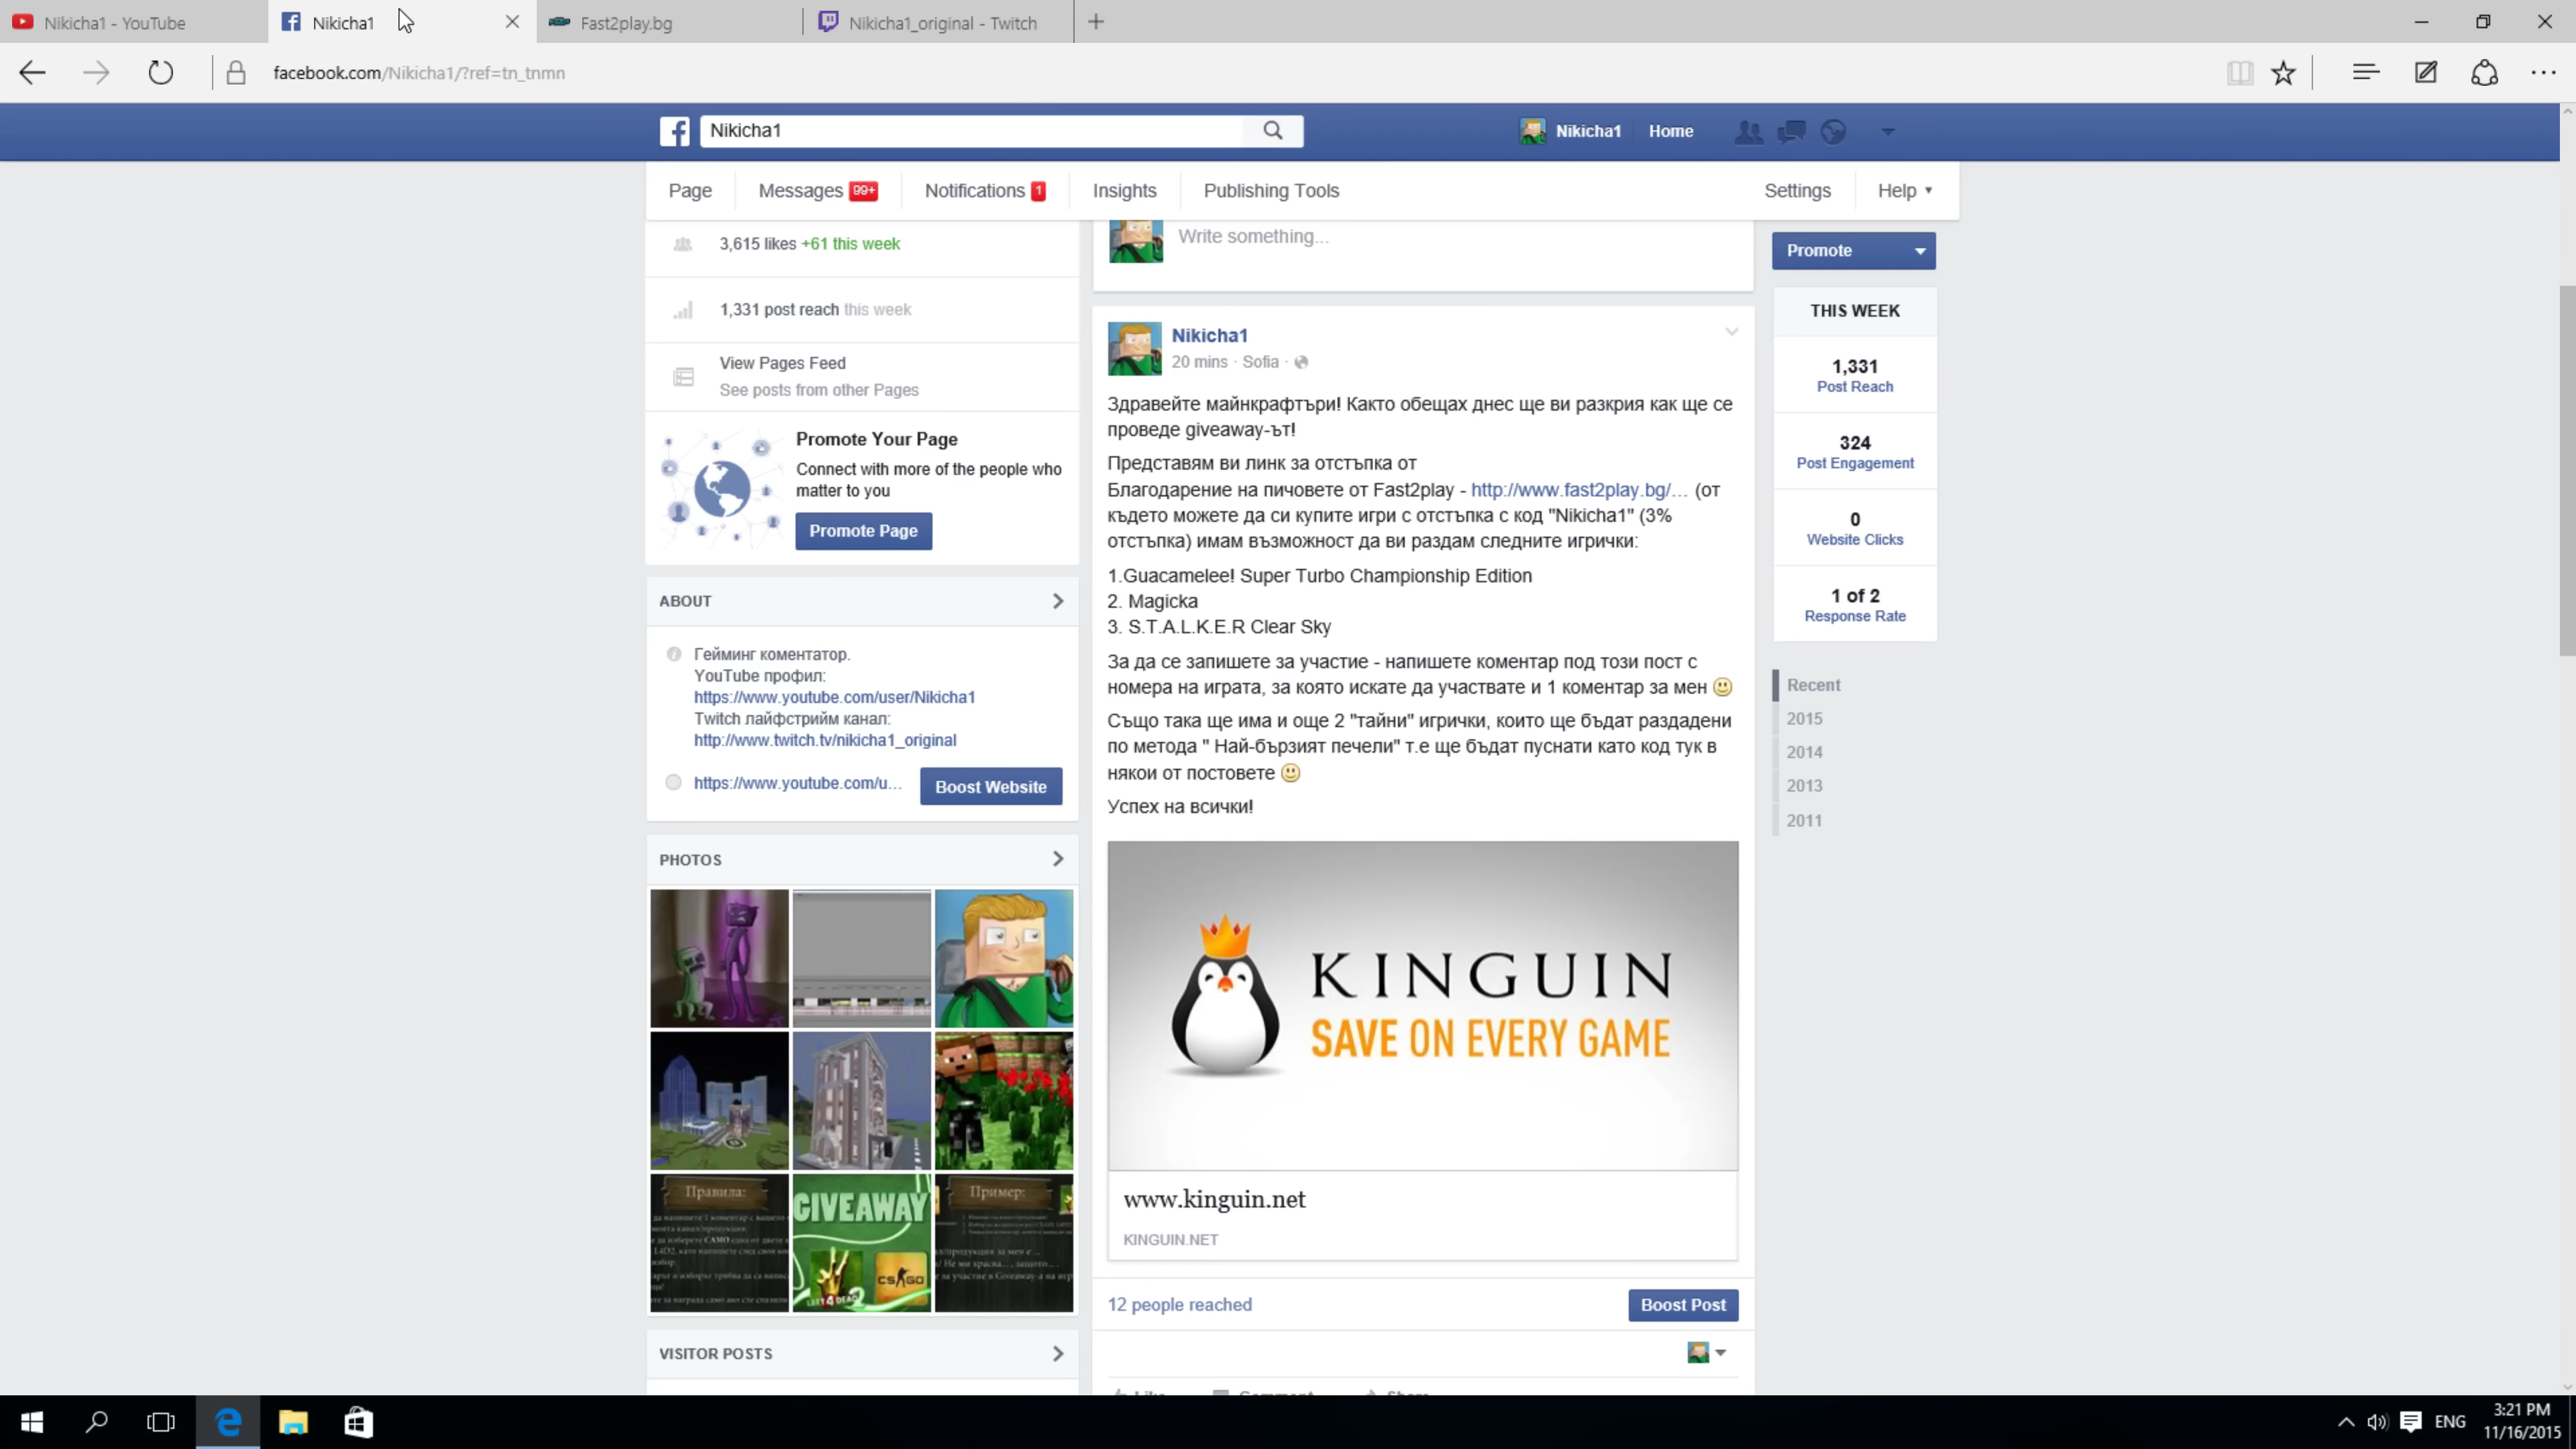 Nikicha1 - YouTube
Nikicha1
Fast2play.bg
Nikicha1_original - Twitch
facebook.com/Nikicha1/?ref=tn_tnmn
Nikicha1
Nikicha1
Home
Page
Messages 99+
Notifications 1
Insights
Publishing Tools
Settings
Help
3,615 likes +61 this week
1,331 post reach this week
View Pages Feed
See posts from other Pages
Promote Your Page
Connect with more of the people who
matter to you
Promote Page
ABOUT
Гейминг коментатор.
YouTube профил:
https://www.youtube.com/user/Nikicha1
Twitch лайфстрийм канал:
http://www.twitch.tv/nikicha1_original
https://www.youtube.com/u...
Boost Website
PHOTOS
Правила:
GIVEAWAY
CS GO
Пример:
VISITOR POSTS
Write something...
Nikicha1
20 mins · Sofia ·
Здравейте майнкрафтъри! Както обещах днес ще ви разкрия как ще се
проведе giveaway-ът!
Представям ви линк за отстъпка от
Благодарение на пичовете от Fast2play - http://www.fast2play.bg/... (от
където можете да си купите игри с отстъпка с код "Nikicha1" (3%
отстъпка) имам възможност да ви раздам следните игрички:
1.Guacamelee! Super Turbo Championship Edition
2. Magicka
3. S.T.A.L.K.E.R Clear Sky
За да се запишете за участие - напишете коментар под този пост с
номера на играта, за която искате да участвате и 1 коментар за мен
Също така ще има и още 2 "тайни" игрички, които ще бъдат раздадени
по метода " Най-бързият печели" т.е ще бъдат пуснати като код тук в
някои от постовете
Успех на всички!
KINGUIN
SAVE ON EVERY GAME
www.kinguin.net
KINGUIN.NET
12 people reached
Boost Post
Like
Comment
Share
Promote
THIS WEEK
1,331
Post Reach
324
Post Engagement
0
Website Clicks
1 of 2
Response Rate
Recent
2015
2014
2013
2011
ENG
3:21 PM
11/16/2015